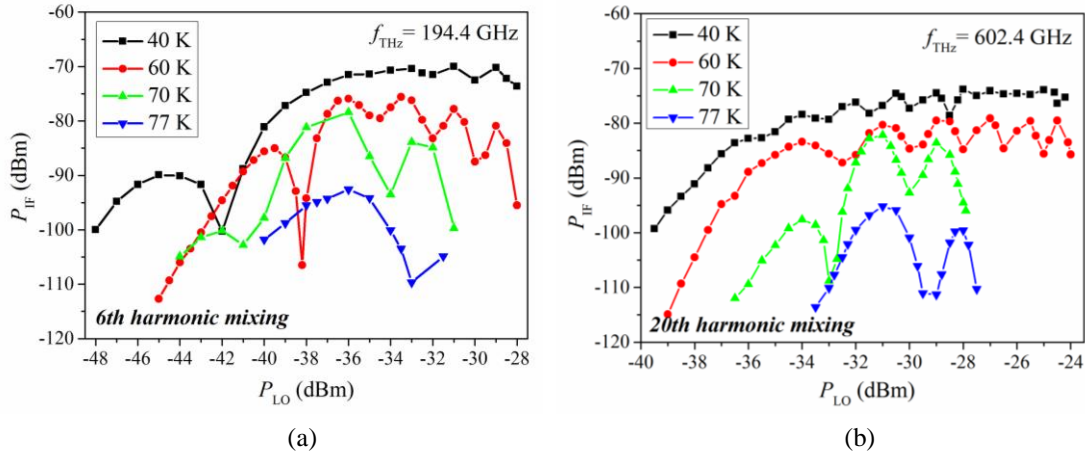 -60
-70
-80
-90
-100
-110
-120
P_IF (dBm)
40 K
60 K
70 K
77 K
f_THz= 194.4 GHz
6th harmonic mixing
-48 -46 -44 -42 -40 -38 -36 -34 -32 -30 -28
P_LO (dBm)
(a)
-60
-70
-80
-90
-100
-110
-120
P_IF (dBm)
40 K
60 K
70 K
77 K
f_THz= 602.4 GHz
20th harmonic mixing
-40 -38 -36 -34 -32 -30 -28 -26 -24
P_LO (dBm)
(b)